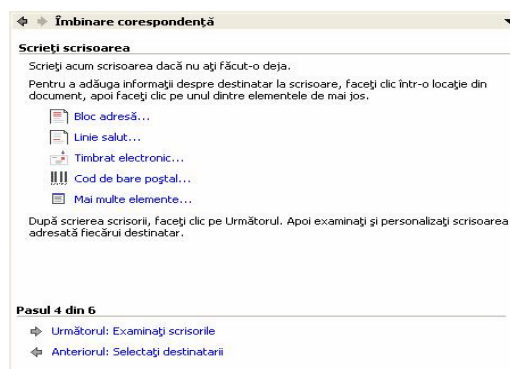 Îmbinare corespondență
Scrieți scrisoarea
Scrieți acum scrisoarea dacă nu ați făcut-o deja.
Pentru a adăuga informații despre destinatar la scrisoare, faceți clic într-o locație din
document, apoi faceți clic pe unul dintre elementele de mai jos.
Bloc adresă...
Linie salut...
Timbrat electronic...
Cod de bare poștal...
Mai multe elemente...
După scrierea scrisorii, faceți clic pe Următorul. Apoi examinați și personalizați scrisoarea
adresată fiecărui destinatar.
Pasul 4 din 6
Următorul: Examinați scrisorile
Anteriorul: Selectați destinatarii